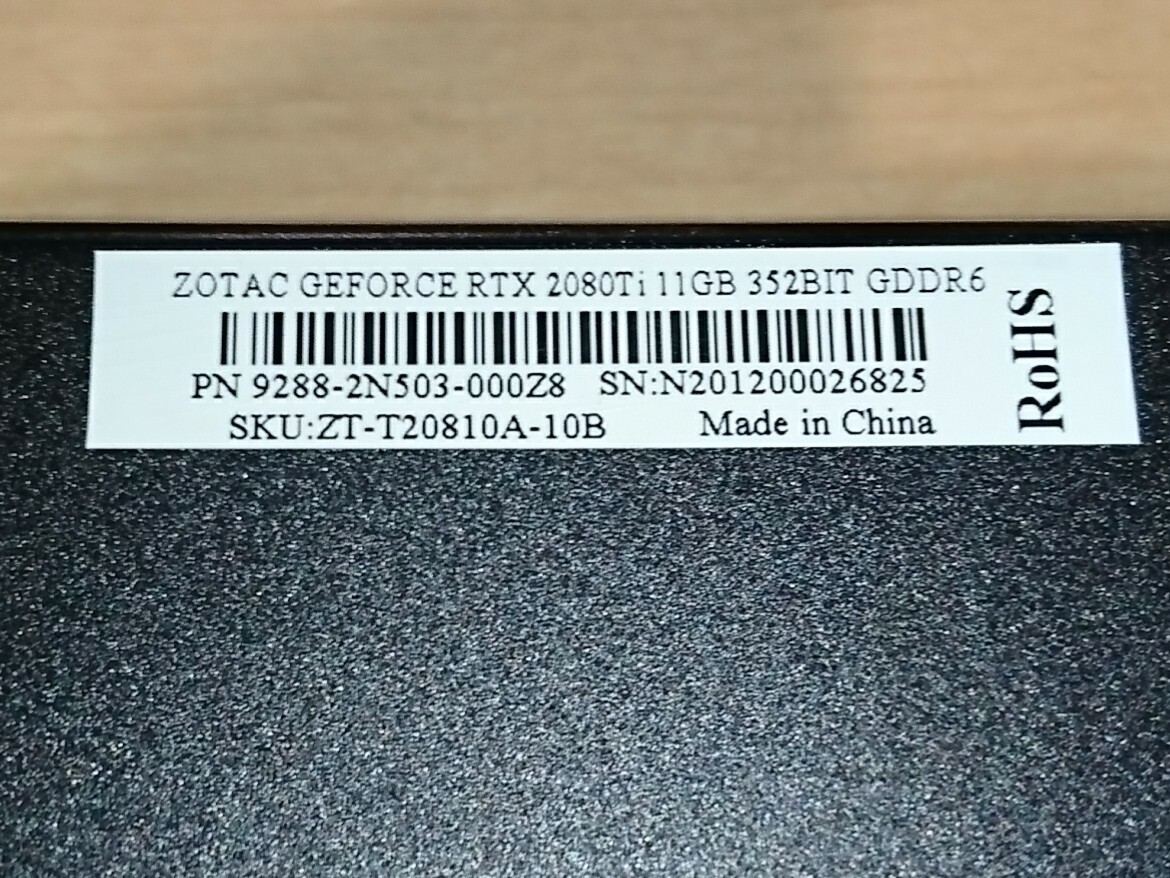 ZOTAC GEFORCE RTX 2080Ti 11GB 352BIT GDDR6
PN 9288-2N503-000Z8 SN:N201200026825
SKU:ZT-T20810A-10B Made in China
RoHS